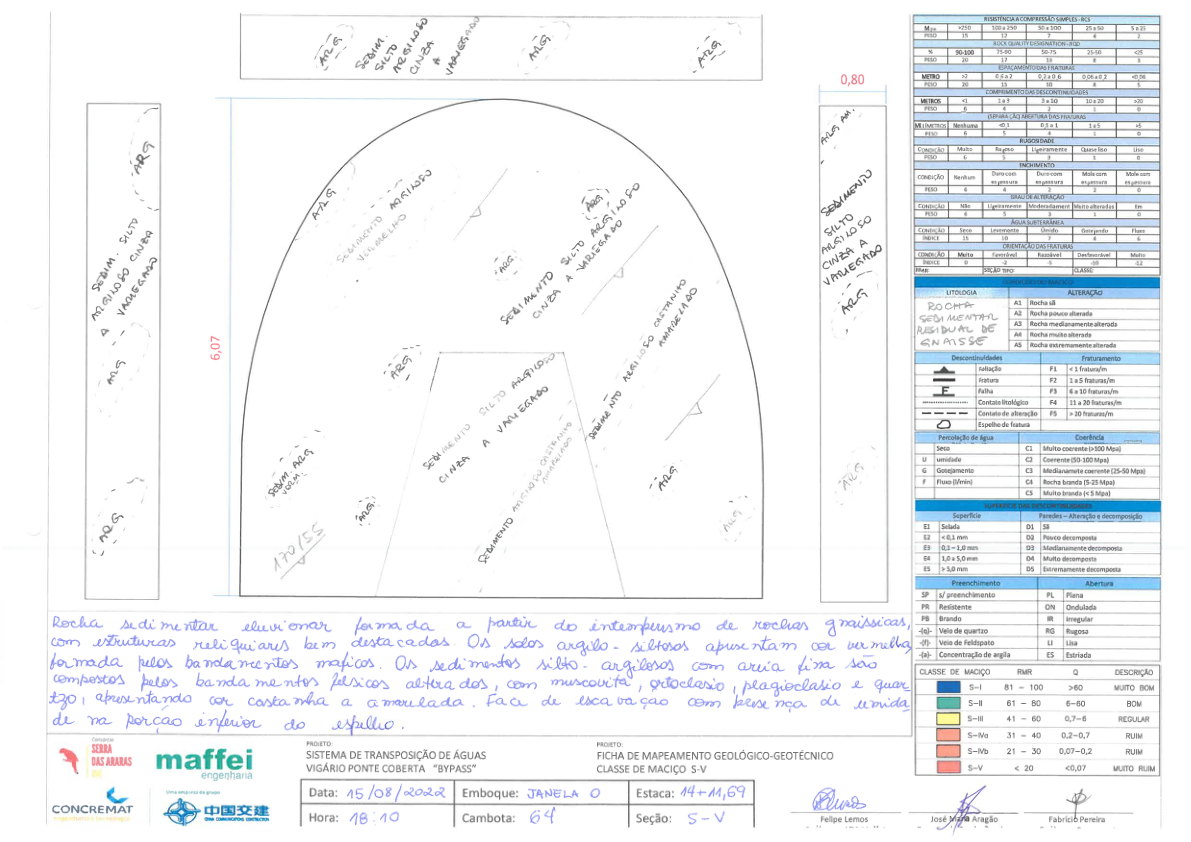 ARG
SEDIM.
SILTO
ARGILOSO
CINZA
A
VARIEGADO
ARG
ARG
0,80
6,07
ARG
SEDIM. SILTO
ARGILOSO CINZA
A VARIEGADO
ARG
ARG
ARG
SEDIMENTO ARGILOSO
VERMELHO
ARG
ARG
SEDIMENTO SILTO ARGILOSO
CINZA A VARIEGADO
ARG
SEDIMENTO SILTO ARGILOSO
CINZA A VARIEGADO
SEDIMENTO ARGILOSO CASTANHO
AMARELADO
SEDIMENTO ARGILOSO CASTANHO
AMARELADO
SEDIM. ARG
VERM.
ARG
ARG
ARG
170/55
ARG AM.
SEDIMENTO
SILTO
ARGILOSO
CINZA A
VARIEGADO
ARG
ARG
RESISTÊNCIA A COMPRESSÃO SIMPLES - RCS
Mpa >250 100 a 250 50 a 100 25 a 50 5 a 25
PESO 15 12 7 4 2
ROCK QUALITY DESIGNATION - RQD
% 90-100 75-90 50-75 25-50 <25
PESO 20 17 13 8 3
ESPAÇAMENTO DAS FRATURAS
METRO >2 0,6 a 2 0,2 a 0,6 0,06 a 0,2 <0,06
PESO 20 15 10 8 5
COMPRIMENTO DAS DESCONTINUIDADES
METROS <1 1 a 3 3 a 10 10 a 20 >20
PESO 6 4 2 1 0
(SEPARAÇÃO) ABERTURA DAS FRATURAS
MILÍMETROS Nenhuma <0,1 0,1 a 1 1 a 5 >5
PESO 6 5 4 1 0
RUGOSIDADE
CONDIÇÃO Muito Rugoso Ligeiramente Quase liso Liso
PESO 6 5 3 1 0
ENCHIMENTO
CONDIÇÃO Nenhum Duro com espessura Duro com espessura Mole com espessura Mole com espessura
PESO 6 4 2 2 0
GRAU DE ALTERAÇÃO
CONDIÇÃO Não Ligeiramente Moderadament Muito alteradas Em
PESO 6 5 3 1 0
ÁGUA SUBTERRÂNEA
CONDIÇÃO Seco Levemente Úmido Gotejando Fluxo
ÍNDICE 15 10 7 4 0
ORIENTAÇÃO DAS FRATURAS
CONDIÇÃO Muito Favorável Razoável Desfavorável Muito
ÍNDICE 0 -2 -5 -10 -12
RMR SEÇÃO TIPO: CLASSE:
LITOLOGIA ALTERAÇÃO
ROCHA
SEDIMENTAR
RESIDUAL DE
GNAISSE
A1 Rocha sã
A2 Rocha pouco alterada
A3 Rocha medianamente alterada
A4 Rocha muito alterada
A5 Rocha extremamente alterada
Descontinuidades Fraturamento
Foliação F1 < 1 fratura/m
Fratura F2 1 a 5 fraturas/m
F Falha F3 6 a 10 fraturas/m
Contato litológico F4 11 a 20 fraturas/m
Contato de alteração F5 > 20 fraturas/m
Espelho de fratura
Percolação de água Coerência
Seco C1 Muito coerente (>100 Mpa)
U umidade C2 Coerente (50-100 Mpa)
G Gotejamento C3 Medianamete coerente (25-50 Mpa)
F Fluxo (l/min) C4 Rocha branda (5-25 Mpa)
C5 Muito branda (< 5 Mpa)
SUPERFÍCIE DAS DESCONTINUIDADES
Superfície Paredes – Alteração e decomposição
E1 Selada D1 Sã
E2 < 0,1 mm D2 Pouco decomposta
E3 0,1 – 1,0 mm D3 Medianamente decomposta
E4 1,0 a 5,0 mm D4 Muito decomposta
E5 > 5,0 mm D5 Extremamente decomposta
Preenchimento Abertura
SP s/ preenchimento PL Plana
PR Resistente ON Ondulada
PB Brando IR Irregular
-(q)- Veio de quartzo RG Rugosa
-(f)- Veio de Feldspato LI Lisa
-(a)- Concentração de argila ES Estriada
CLASSE DE MACIÇO RMR Q DESCRIÇÃO
S–I 81 – 100 >60 MUITO BOM
S–II 61 – 80 6–60 BOM
S–III 41 – 60 0,7–6 REGULAR
S–IVa 31 – 40 0,2–0,7 RUIM
S–IVb 21 – 30 0,07–0,2 RUIM
S–V < 20 <0,07 MUITO RUIM
Rocha sedimentar eluvionar formada a partir do intemperismo de rochas gnaissicas,
com estruturas reliquiares bem destacadas. Os solos argilo-siltosos apresentam cor vermelha
formada pelos bandamentos maficos. Os sedimentos silto-argilosos com areia fina são
compostos pelos bandamentos felsicos alterados, com muscovita, ortoclasio, plagioclasio e quar-
tzo, apresentando cor castanha a amarelada. Face de escavação com presença de umida
de na porção inferior do espelho.
Consórcio
SERRA
DAS ARARAS
maffei
engenharia
CONCREMAT
engenharia e tecnologia
Uma empresa do grupo
中国交建
CHINA COMMUNICATIONS CONSTRUCTION
PROJETO:
SISTEMA DE TRANSPOSIÇÃO DE ÁGUAS
VIGÁRIO PONTE COBERTA "BYPASS"
PROJETO:
FICHA DE MAPEAMENTO GEOLÓGICO-GEOTÉCNICO
CLASSE DE MACIÇO S-V
Data: 15/08/2022 Emboque: JANELA O Estaca: 14+11,69
Hora: 18:10 Cambota: 64 Seção: S-V
Felipe Lemos José Maria Aragão Fabrício Pereira